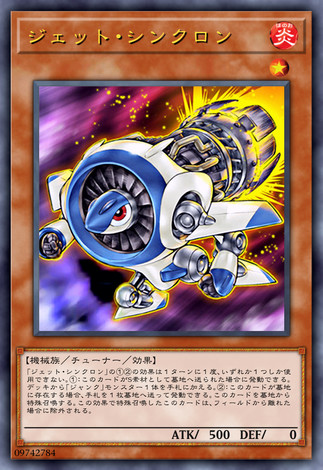 ジェット・シンクロン
炎
【機械族／チューナー／効果】
「ジェット・シンクロン」の①②の効果は1ターンに1度、いずれか1つしか使
用できない。①：このカードがS素材として墓地へ送られた場合に発動できる。
デッキから「ジャンク」モンスター1体を手札に加える。②：このカードが墓地
に存在する場合、手札を1枚墓地へ送って発動できる。このカードを墓地から
特殊召喚する。この効果で特殊召喚したこのカードは、フィールドから離れた
場合に除外される。
ATK/ 500 DEF/ 0
09742784